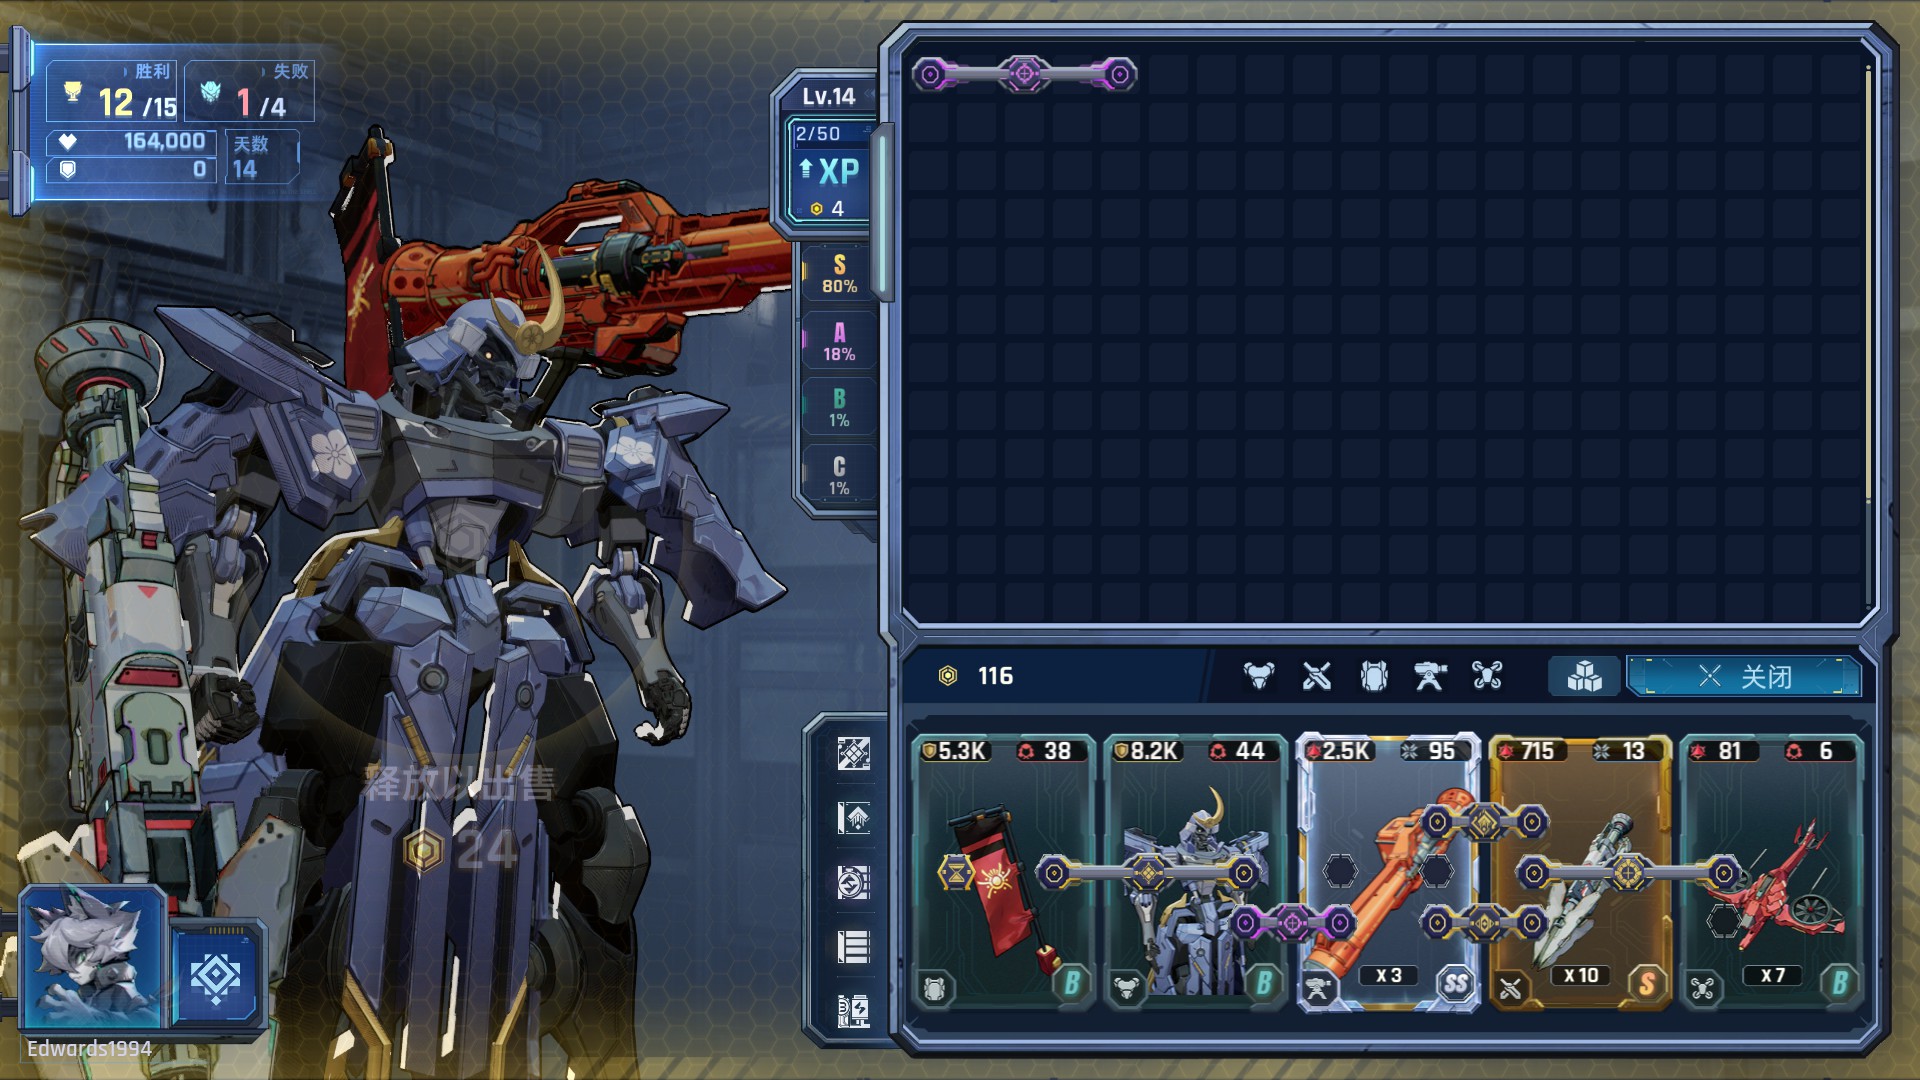 胜利
12 /15
失败
1 /4
164,000
0
天数
14
Lv.14
2/50
XP
4
S
80%
A
18%
B
1%
C
1%
释放以出售
24
Edwards1994
116
关闭
5.3K
38
B
8.2K
44
B
2.5K
95
x 3
SS
715
13
x 10
S
81
6
x 7
B